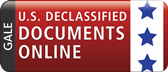 GALE
U.S. DECLASSIFIED
DOCUMENTS
ONLINE